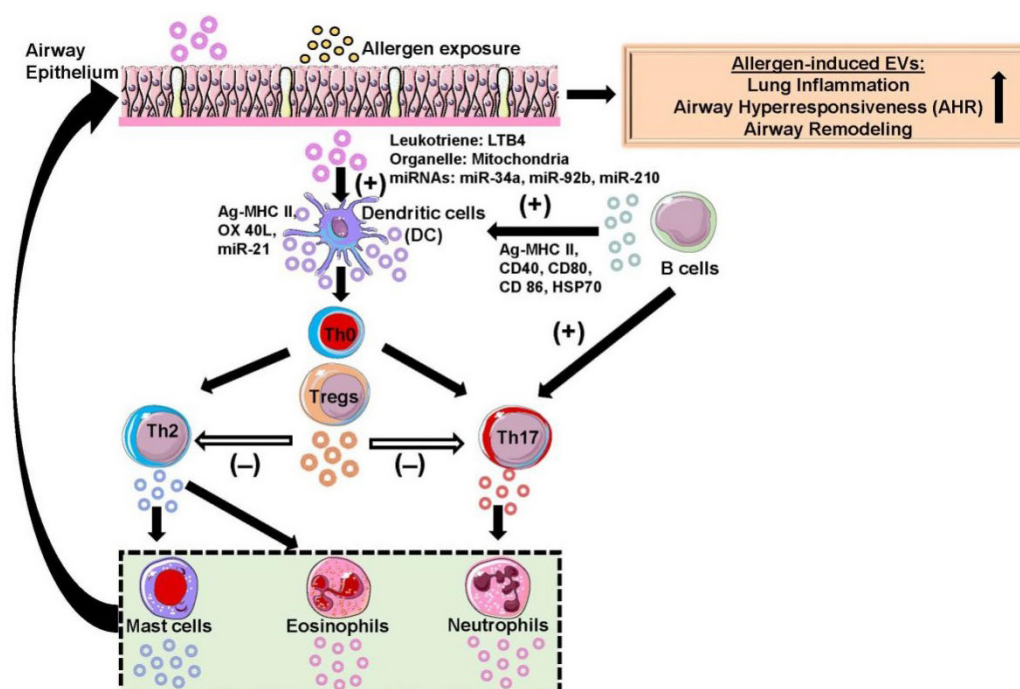 Airway
Epithelium
Allergen exposure
Allergen-induced EVs:
Lung Inflammation
Airway Hyperresponsiveness (AHR)
Airway Remodeling
Leukotriene: LTB4
Organelle: Mitochondria
miRNAs: miR-34a, miR-92b, miR-210
(+)
Ag-MHC II,
OX 40L,
miR-21
Dendritic cells
(DC)
(+)
Ag-MHC II,
CD40, CD80,
CD 86, HSP70
B cells
(+)
Th0
Tregs
Th2
(–)
(–)
Th17
Mast cells
Eosinophils
Neutrophils